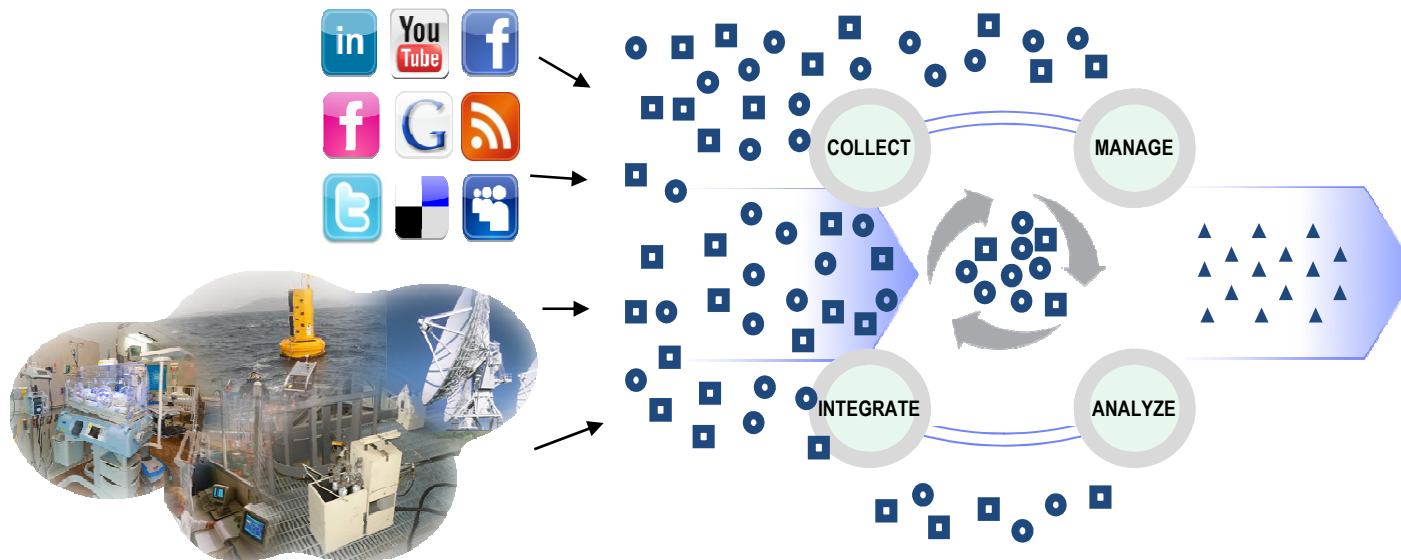 in
You
Tube
f
f
G
t
COLLECT
MANAGE
INTEGRATE
ANALYZE